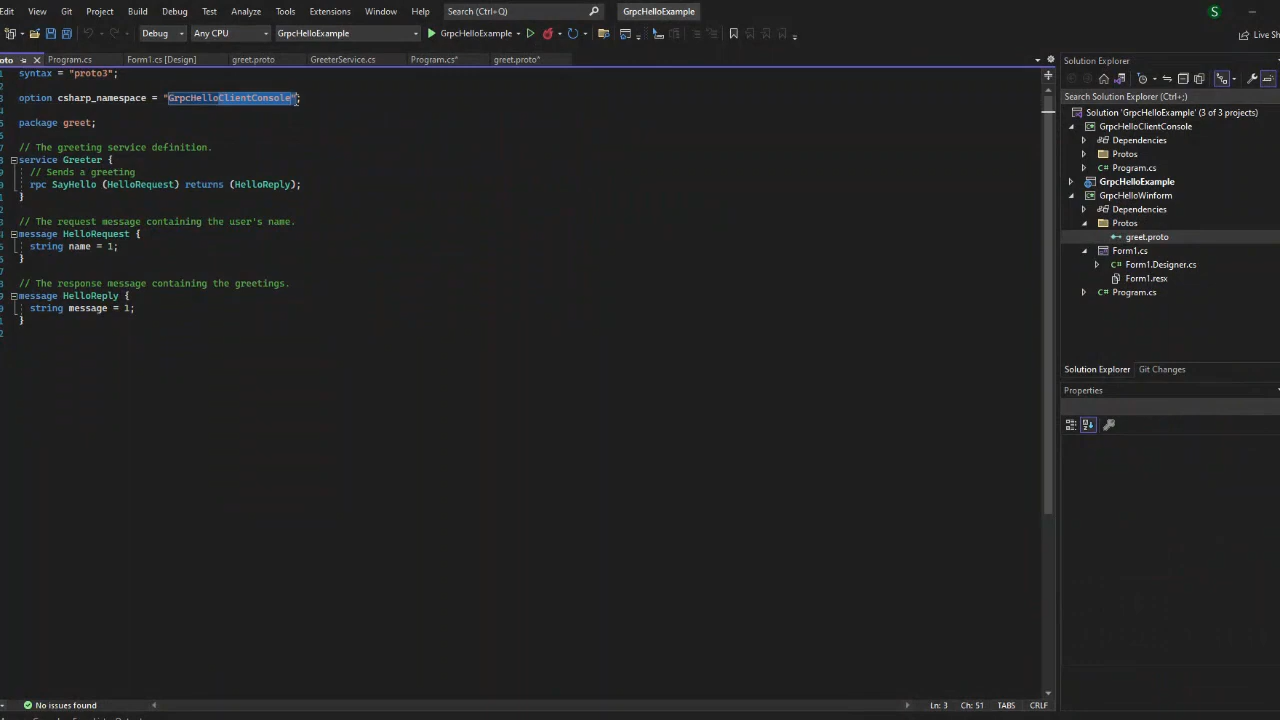 Edit View Git Project Build Debug Test Analyze Tools Extensions Window Help Search (Ctrl+Q) GrpcHelloExample S
Debug Any CPU GrpcHelloExample GrpcHelloExample Live Sh
oto Program.cs Form1.cs [Design] greet.proto GreeterService.cs Program.cs* greet.proto*
syntax = "proto3";
option csharp_namespace = "GrpcHelloClientConsole";
package greet;
// The greeting service definition.
service Greeter {
// Sends a greeting
rpc SayHello (HelloRequest) returns (HelloReply);
}
// The request message containing the user's name.
message HelloRequest {
string name = 1;
}
// The response message containing the greetings.
message HelloReply {
string message = 1;
}
Solution Explorer
Search Solution Explorer (Ctrl+;)
Solution 'GrpcHelloExample' (3 of 3 projects)
GrpcHelloClientConsole
Dependencies
Protos
Program.cs
GrpcHelloExample
GrpcHelloWinform
Dependencies
Protos
greet.proto
Form1.cs
Form1.Designer.cs
Form1.resx
Program.cs
Solution Explorer Git Changes
Properties
No issues found Ln: 3 Ch: 51 TABS CRLF